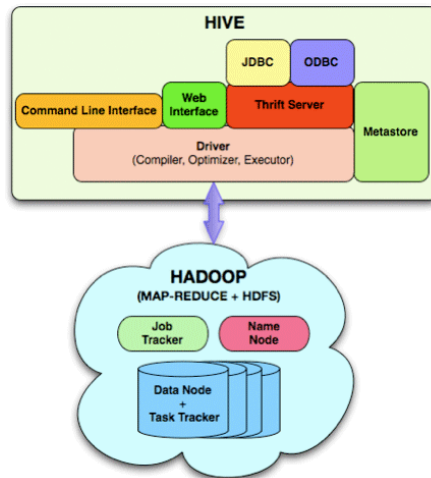 HIVE
JDBC
ODBC
Command Line Interface
Web
Interface
Thrift Server
Metastore
Driver
(Compiler, Optimizer, Executor)
HADOOP
(MAP-REDUCE + HDFS)
Job
Tracker
Name
Node
Data Node
+
Task Tracker